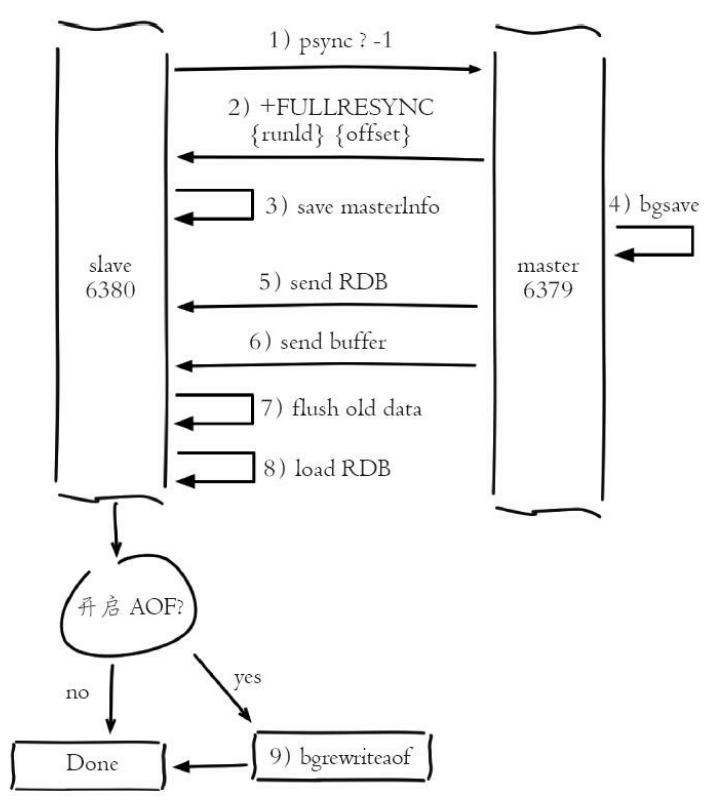 1) psync ? -1
2) +FULLRESYNC
{runId} {offset}
3) save masterInfo
4) bgsave
slave
6380
master
6379
5) send RDB
6) send buffer
7) flush old data
8) load RDB
开启 AOF?
no
yes
Done
9) bgrewriteaof